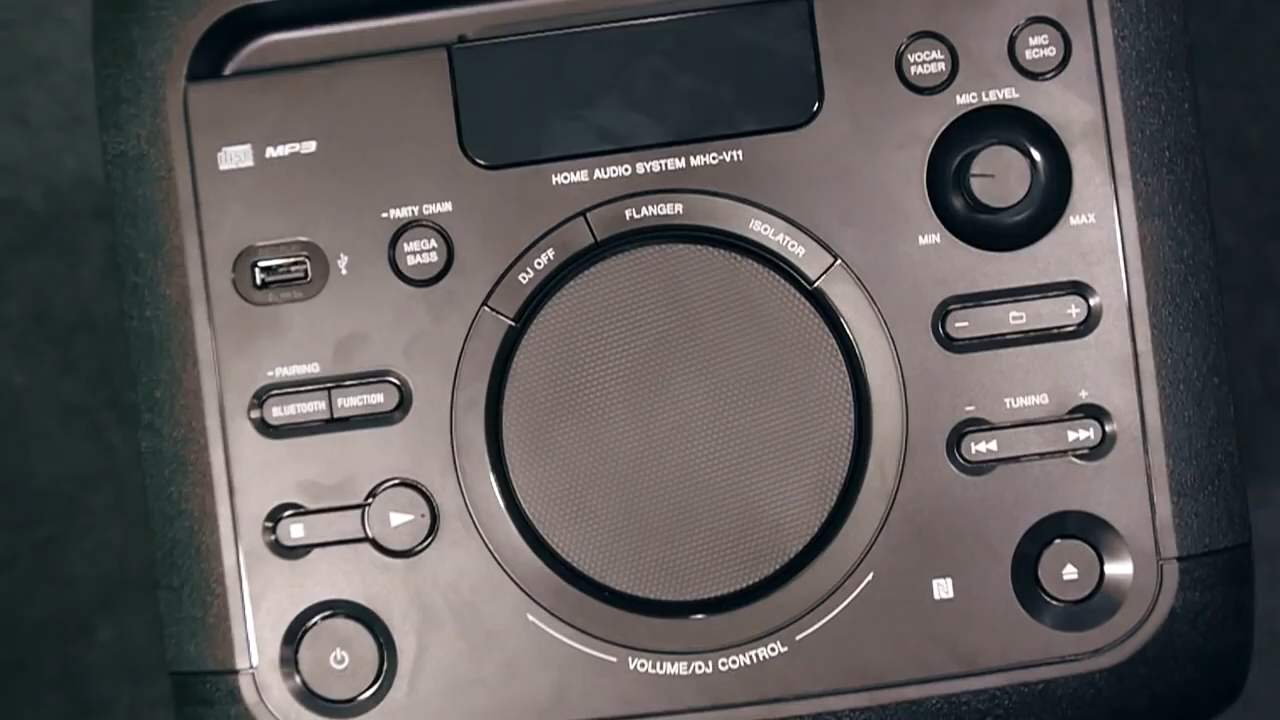 VOCAL
FADER
MIC
ECHO
MIC LEVEL
MIN
MAX
MP3
HOME AUDIO SYSTEM MHC-V11
PARTY CHAIN
MEGA
BASS
DJ OFF
FLANGER
ISOLATOR
PAIRING
BLUETOOTH
FUNCTION
- +
- TUNING +
VOLUME/DJ CONTROL